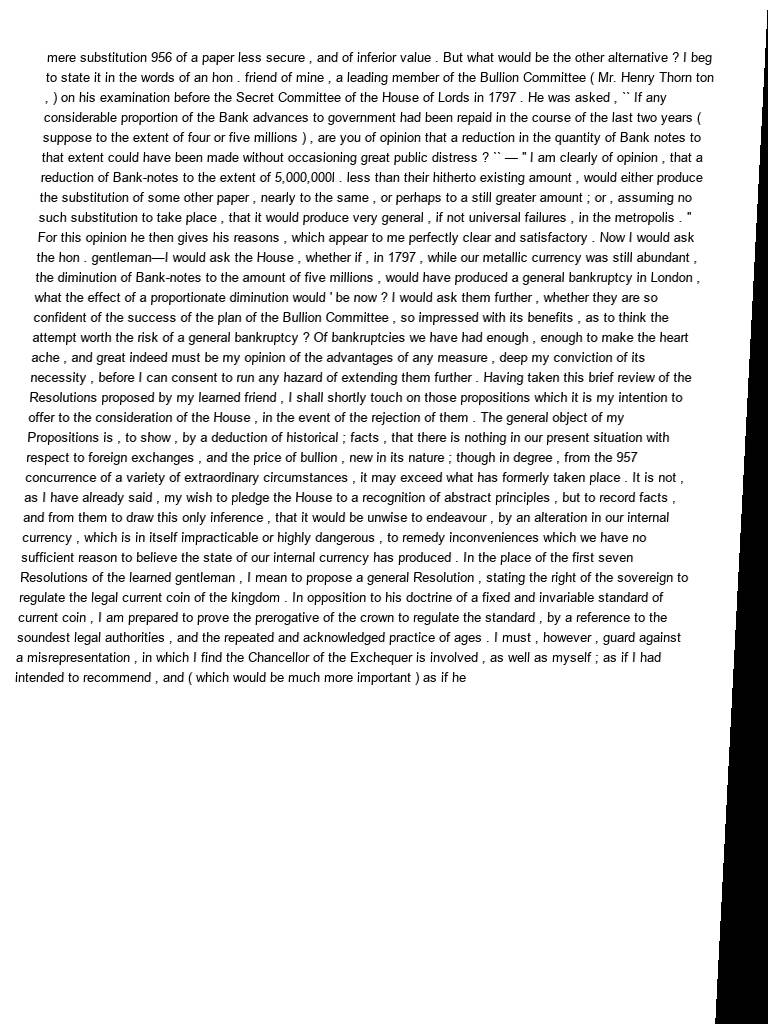 mere substitution 956 of a paper less secure , and of inferior value . But what would be the other alternative ? I beg
to state it in the words of an hon . friend of mine , a leading member of the Bullion Committee ( Mr. Henry Thorn ton
, ) on his examination before the Secret Committee of the House of Lords in 1797 . He was asked , `` If any
considerable proportion of the Bank advances to government had been repaid in the course of the last two years (
suppose to the extent of four or five millions ) , are you of opinion that a reduction in the quantity of Bank notes to
that extent could have been made without occasioning great public distress ? `` — " I am clearly of opinion , that a
reduction of Bank-notes to the extent of 5,000,000l . less than their hitherto existing amount , would either produce
the substitution of some other paper , nearly to the same , or perhaps to a still greater amount ; or , assuming no
such substitution to take place , that it would produce very general , if not universal failures , in the metropolis . "
For this opinion he then gives his reasons , which appear to me perfectly clear and satisfactory . Now I would ask
the hon . gentleman—I would ask the House , whether if , in 1797 , while our metallic currency was still abundant ,
the diminution of Bank-notes to the amount of five millions , would have produced a general bankruptcy in London ,
what the effect of a proportionate diminution would ' be now ? I would ask them further , whether they are so
confident of the success of the plan of the Bullion Committee , so impressed with its benefits , as to think the
attempt worth the risk of a general bankruptcy ? Of bankruptcies we have had enough , enough to make the heart
ache , and great indeed must be my opinion of the advantages of any measure , deep my conviction of its
necessity , before I can consent to run any hazard of extending them further . Having taken this brief review of the
Resolutions proposed by my learned friend , I shall shortly touch on those propositions which it is my intention to
offer to the consideration of the House , in the event of the rejection of them . The general object of my
Propositions is , to show , by a deduction of historical ; facts , that there is nothing in our present situation with
respect to foreign exchanges , and the price of bullion , new in its nature ; though in degree , from the 957
concurrence of a variety of extraordinary circumstances , it may exceed what has formerly taken place . It is not ,
as I have already said , my wish to pledge the House to a recognition of abstract principles , but to record facts ,
and from them to draw this only inference , that it would be unwise to endeavour , by an alteration in our internal
currency , which is in itself impracticable or highly dangerous , to remedy inconveniences which we have no
sufficient reason to believe the state of our internal currency has produced . In the place of the first seven
Resolutions of the learned gentleman , I mean to propose a general Resolution , stating the right of the sovereign to
regulate the legal current coin of the kingdom . In opposition to his doctrine of a fixed and invariable standard of
current coin , I am prepared to prove the prerogative of the crown to regulate the standard , by a reference to the
soundest legal authorities , and the repeated and acknowledged practice of ages . I must , however , guard against
a misrepresentation , in which I find the Chancellor of the Exchequer is involved , as well as myself ; as if I had
intended to recommend , and ( which would be much more important ) as if he